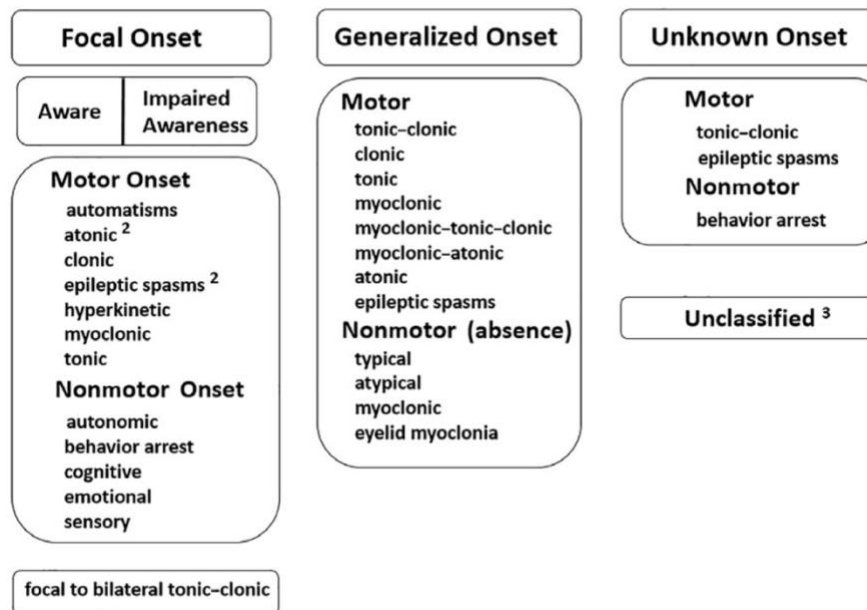 Focal Onset
Aware
Impaired
Awareness
Motor Onset
automatisms
atonic ²
clonic
epileptic spasms ²
hyperkinetic
myoclonic
tonic
Nonmotor Onset
autonomic
behavior arrest
cognitive
emotional
sensory
focal to bilateral tonic–clonic
Generalized Onset
Motor
tonic–clonic
clonic
tonic
myoclonic
myoclonic–tonic–clonic
myoclonic–atonic
atonic
epileptic spasms
Nonmotor (absence)
typical
atypical
myoclonic
eyelid myoclonia
Unknown Onset
Motor
tonic–clonic
epileptic spasms
Nonmotor
behavior arrest
Unclassified ³